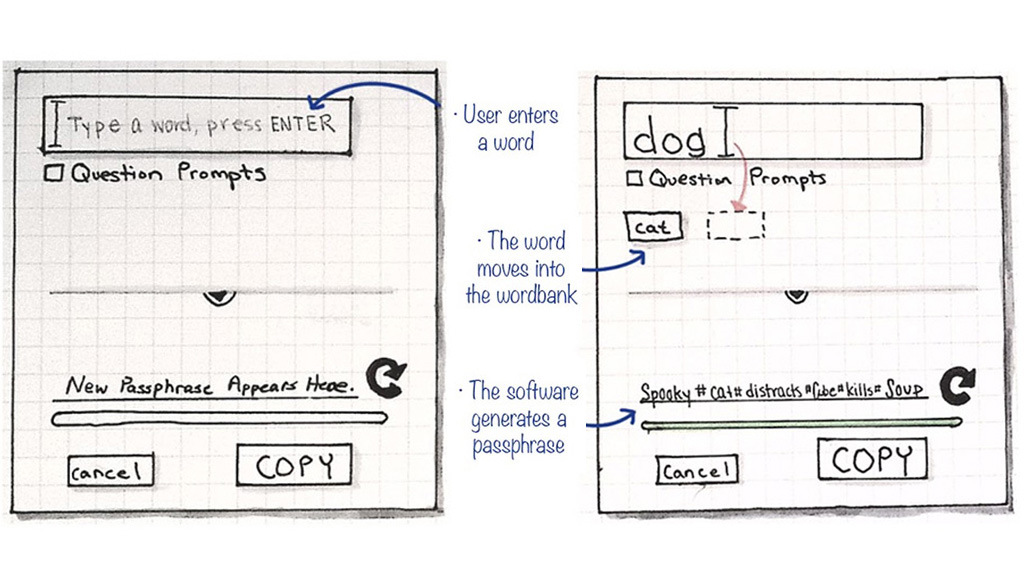 Type a word, press ENTER
Question Prompts
New Passphrase Appears Here.
Cancel
COPY
· User enters
a word
· The word
moves into
the wordbank
· The software
generates a
passphrase
dog
Question Prompts
cat
Spooky # cat # distracts # # kills # Soup
Cancel
COPY